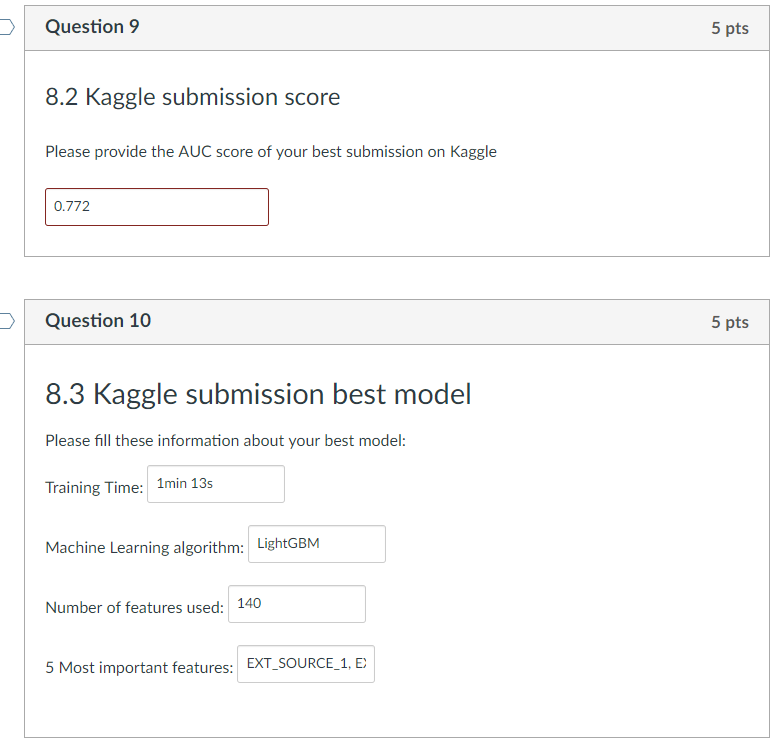 Question 9
5 pts
8.2 Kaggle submission score
Please provide the AUC score of your best submission on Kaggle
0.772
Question 10
5 pts
8.3 Kaggle submission best model
Please fill these information about your best model:
Training Time: 1min 13s
Machine Learning algorithm: LightGBM
Number of features used: 140
5 Most important features: EXT_SOURCE_1,